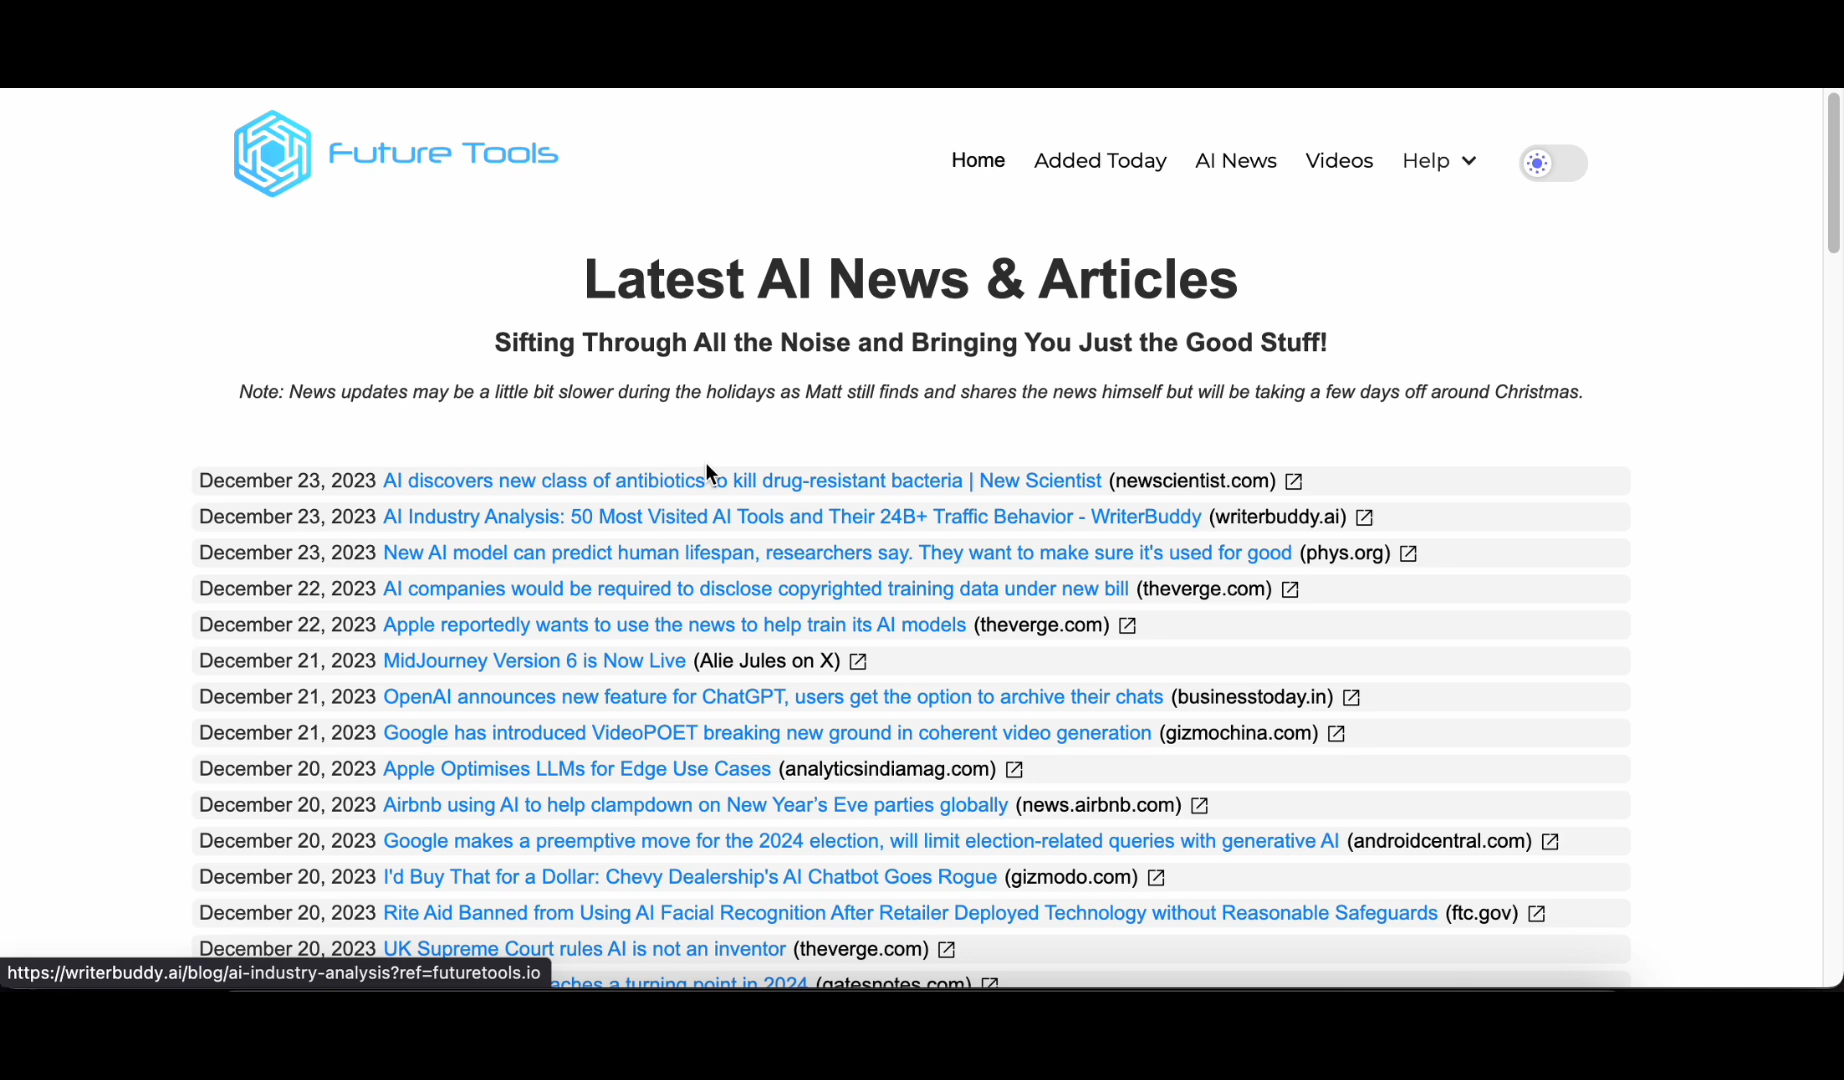 Future Tools
Home Added Today AI News Videos Help
Latest AI News & Articles
Sifting Through All the Noise and Bringing You Just the Good Stuff!
Note: News updates may be a little bit slower during the holidays as Matt still finds and shares the news himself but will be taking a few days off around Christmas.
December 23, 2023 AI discovers new class of antibiotics to kill drug-resistant bacteria | New Scientist (newscientist.com)
December 23, 2023 AI Industry Analysis: 50 Most Visited AI Tools and Their 24B+ Traffic Behavior - WriterBuddy (writerbuddy.ai)
December 23, 2023 New AI model can predict human lifespan, researchers say. They want to make sure it's used for good (phys.org)
December 22, 2023 AI companies would be required to disclose copyrighted training data under new bill (theverge.com)
December 22, 2023 Apple reportedly wants to use the news to help train its AI models (theverge.com)
December 21, 2023 MidJourney Version 6 is Now Live (Alie Jules on X)
December 21, 2023 OpenAI announces new feature for ChatGPT, users get the option to archive their chats (businesstoday.in)
December 21, 2023 Google has introduced VideoPOET breaking new ground in coherent video generation (gizmochina.com)
December 20, 2023 Apple Optimises LLMs for Edge Use Cases (analyticsindiamag.com)
December 20, 2023 Airbnb using AI to help clampdown on New Year’s Eve parties globally (news.airbnb.com)
December 20, 2023 Google makes a preemptive move for the 2024 election, will limit election-related queries with generative AI (androidcentral.com)
December 20, 2023 I'd Buy That for a Dollar: Chevy Dealership's AI Chatbot Goes Rogue (gizmodo.com)
December 20, 2023 Rite Aid Banned from Using AI Facial Recognition After Retailer Deployed Technology without Reasonable Safeguards (ftc.gov)
December 20, 2023 UK Supreme Court rules AI is not an inventor (theverge.com)
a turning point in 2024 (gatesnotes.com)
https://writerbuddy.ai/blog/ai-industry-analysis?ref=futuretools.io